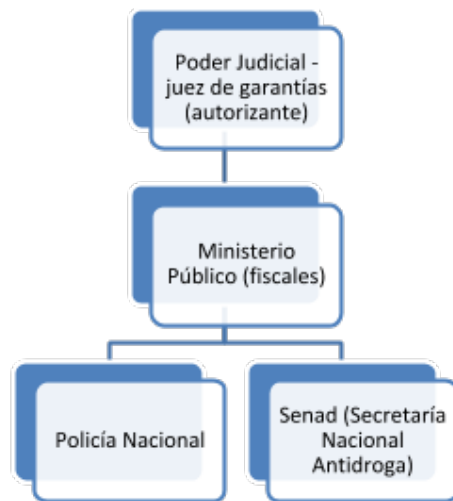 Poder Judicial -
juez de garantías
(autorizante)
Ministerio
Público (fiscales)
Policía Nacional
Senad (Secretaría
Nacional
Antidroga)